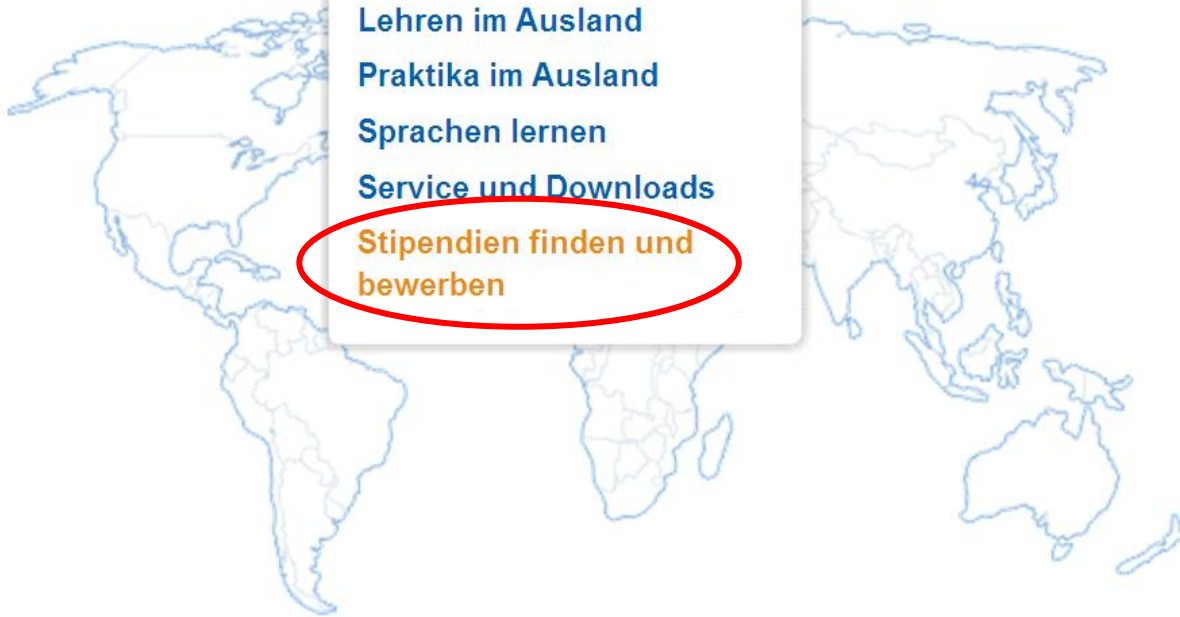 Lehren im Ausland
Praktika im Ausland
Sprachen lernen
Service und Downloads
Stipendien finden und
bewerben